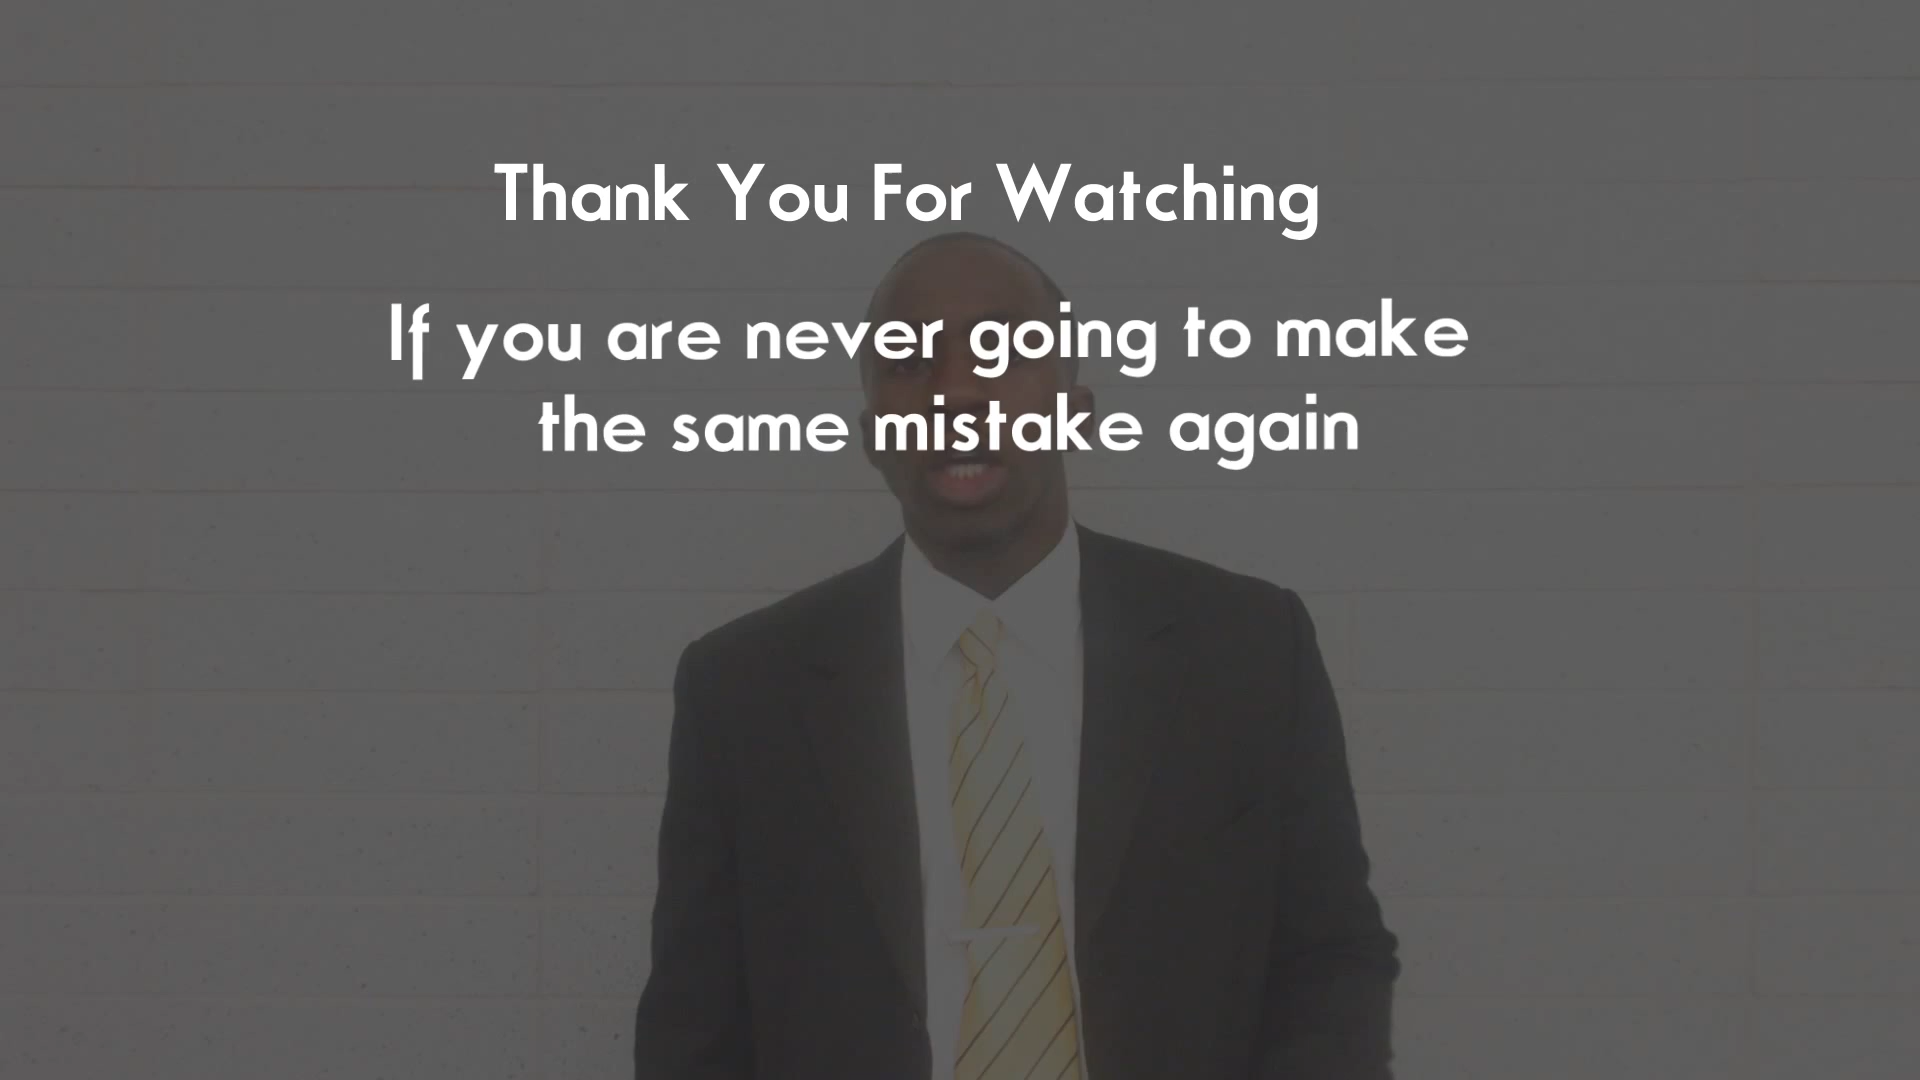 Thank You For Watching
If you are never going to make
the same mistake again